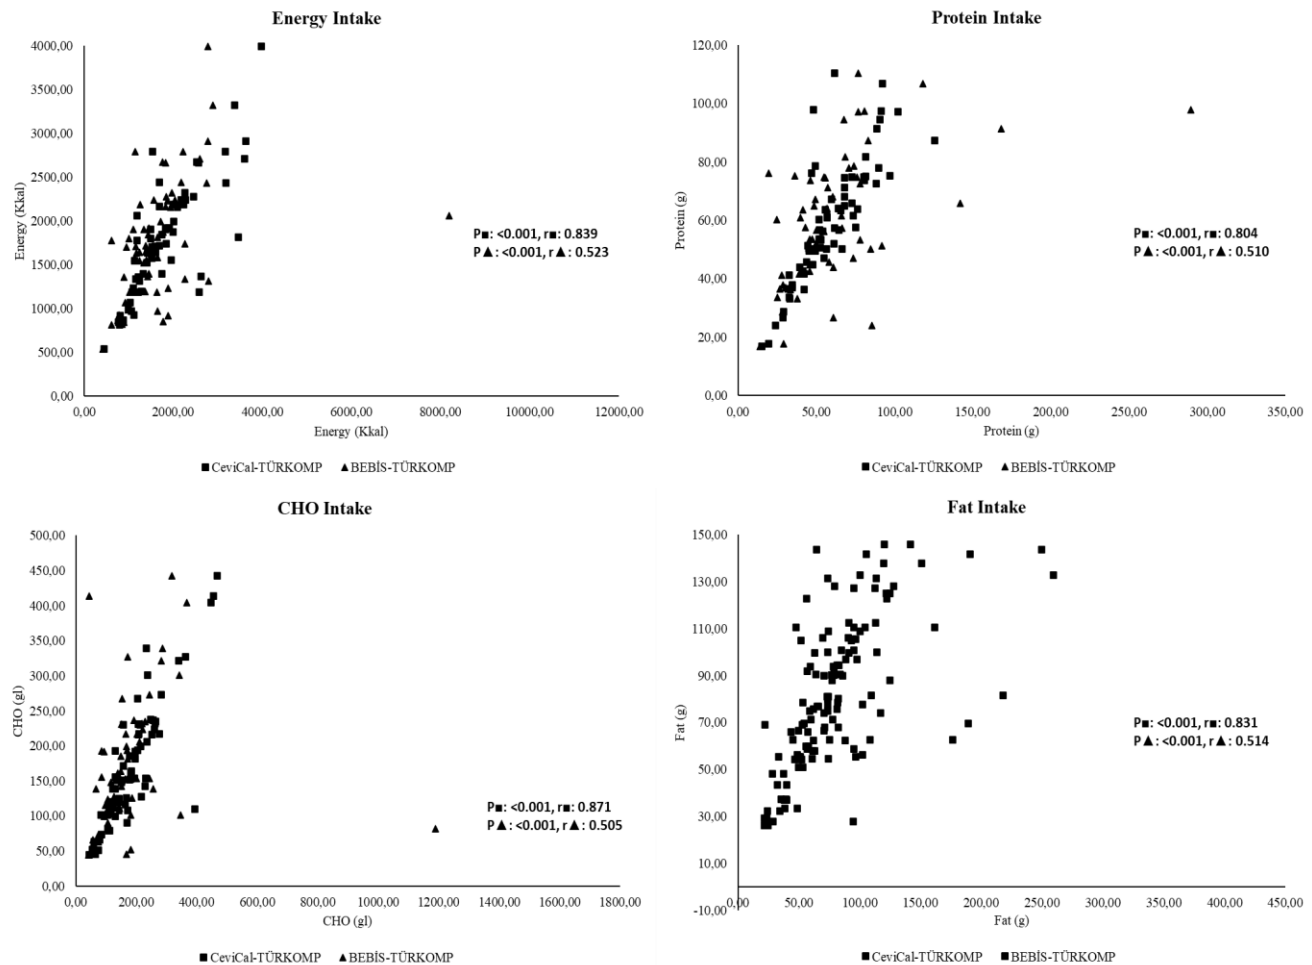 Energy Intake
4000,00
3500,00
3000,00
2500,00
2000,00
1500,00
1000,00
500,00
0,00
Energy (Kkal)
0,00 2000,00 4000,00 6000,00 8000,00 10000,00 12000,00
Energy (Kkal)
P■: <0.001, r■: 0.839
P▲: <0.001, r▲: 0.523
■ CeviCal-TÜRKOMP ▲ BEBİS-TÜRKOMP
Protein Intake
120,00
100,00
80,00
60,00
40,00
20,00
0,00
Protein (g)
0,00 50,00 100,00 150,00 200,00 250,00 300,00 350,00
Protein (g)
P■: <0.001, r■: 0.804
P▲: <0.001, r▲: 0.510
■ CeviCal-TÜRKOMP ▲ BEBİS-TÜRKOMP
CHO Intake
500,00
450,00
400,00
350,00
300,00
250,00
200,00
150,00
100,00
50,00
0,00
CHO (gl)
0,00 200,00 400,00 600,00 800,00 1000,00 1200,00 1400,00 1600,00 1800,00
CHO (gl)
P■: <0.001, r■: 0.871
P▲: <0.001, r▲: 0.505
■ CeviCal-TÜRKOMP ▲ BEBİS-TÜRKOMP
Fat Intake
150,00
130,00
110,00
90,00
70,00
50,00
30,00
10,00
-10,00
Fat (g)
0,00 50,00 100,00 150,00 200,00 250,00 300,00 350,00 400,00 450,00
Fat (g)
P■: <0.001, r■: 0.831
P▲: <0.001, r▲: 0.514
■ CeviCal-TÜRKOMP ■ BEBİS-TÜRKOMP